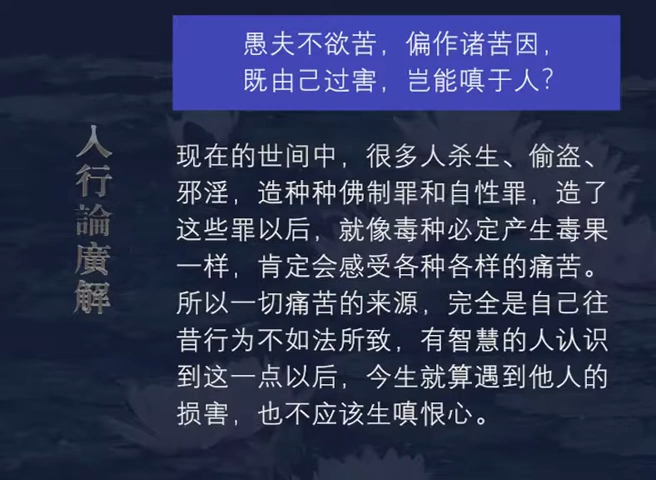 愚夫不欲苦，偏作诸苦因，
既由己过害，岂能嗔于人？
入行論廣解
现在的世间中，很多人杀生、偷盗、
邪淫，造种种佛制罪和自性罪，造了
这些罪以后，就像毒种必定产生毒果
一样，肯定会感受各种各样的痛苦。
所以一切痛苦的来源，完全是自己往
昔行为不如法所致，有智慧的人认识
到这一点以后，今生就算遇到他人的
损害，也不应该生嗔恨心。